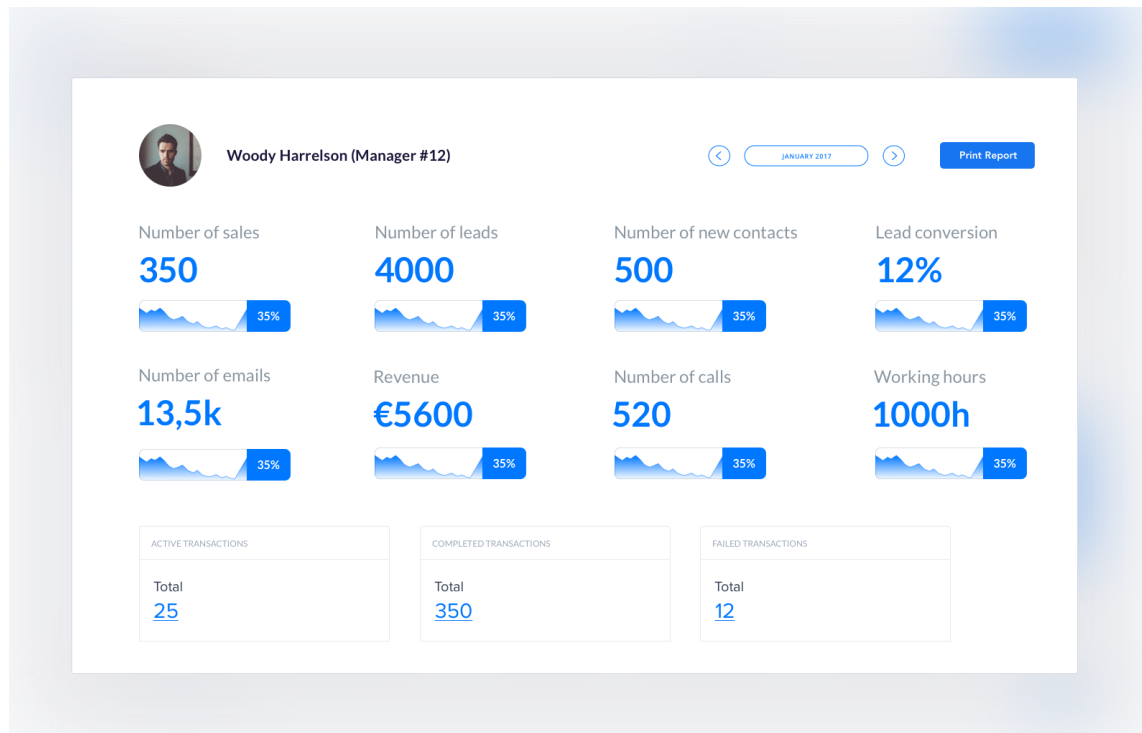 Woody Harrelson (Manager #12)
JANUARY 2017
Print Report
Number of sales
350
35%
Number of leads
4000
35%
Number of new contacts
500
35%
Lead conversion
12%
35%
Number of emails
13,5k
35%
Revenue
€5600
35%
Number of calls
520
35%
Working hours
1000h
35%
ACTIVE TRANSACTIONS
Total
25
COMPLETED TRANSACTIONS
Total
350
FAILED TRANSACTIONS
Total
12